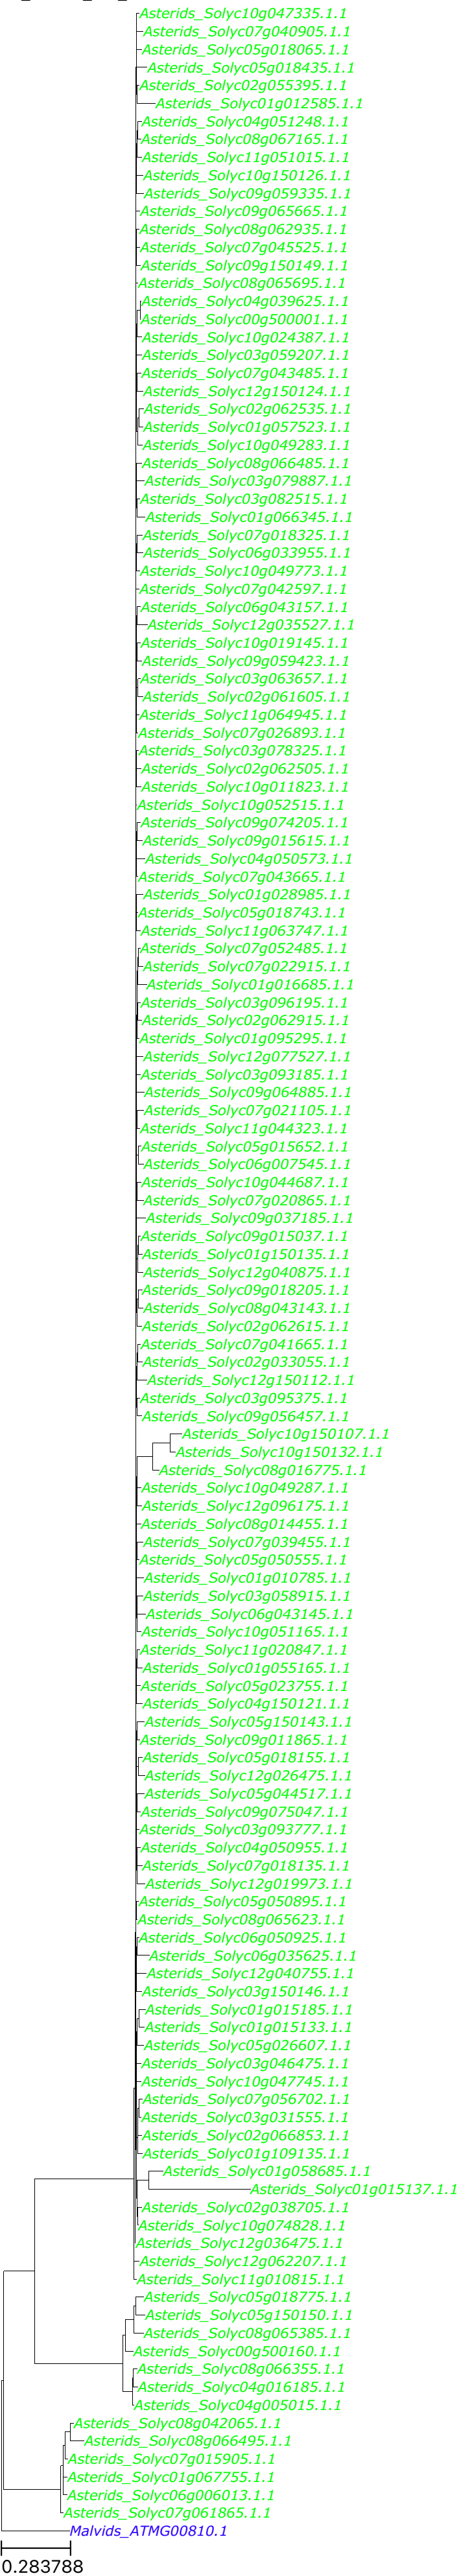 Asterids_Solyc10g047335.1.1
Asterids_Solyc07g040905.1.1
Asterids_Solyc05g018065.1.1
Asterids_Solyc05g018435.1.1
Asterids_Solyc02g055395.1.1
Asterids_Solyc01g012585.1.1
Asterids_Solyc04g051248.1.1
Asterids_Solyc08g067165.1.1
Asterids_Solyc11g051015.1.1
Asterids_Solyc10g150126.1.1
Asterids_Solyc09g059335.1.1
Asterids_Solyc09g065665.1.1
Asterids_Solyc08g062935.1.1
Asterids_Solyc07g045525.1.1
Asterids_Solyc09g150149.1.1
Asterids_Solyc08g065695.1.1
Asterids_Solyc04g039625.1.1
Asterids_Solyc00g500001.1.1
Asterids_Solyc10g024387.1.1
Asterids_Solyc03g059207.1.1
Asterids_Solyc07g043485.1.1
Asterids_Solyc12g150124.1.1
Asterids_Solyc02g062535.1.1
Asterids_Solyc01g057523.1.1
Asterids_Solyc10g049283.1.1
Asterids_Solyc08g066485.1.1
Asterids_Solyc03g079887.1.1
Asterids_Solyc03g082515.1.1
Asterids_Solyc01g066345.1.1
Asterids_Solyc07g018325.1.1
Asterids_Solyc06g033955.1.1
Asterids_Solyc10g049773.1.1
Asterids_Solyc07g042597.1.1
Asterids_Solyc06g043157.1.1
Asterids_Solyc12g035527.1.1
Asterids_Solyc10g019145.1.1
Asterids_Solyc09g059423.1.1
Asterids_Solyc03g063657.1.1
Asterids_Solyc02g061605.1.1
Asterids_Solyc11g064945.1.1
Asterids_Solyc07g026893.1.1
Asterids_Solyc03g078325.1.1
Asterids_Solyc02g062505.1.1
Asterids_Solyc10g011823.1.1
Asterids_Solyc10g052515.1.1
Asterids_Solyc09g074205.1.1
Asterids_Solyc09g015615.1.1
Asterids_Solyc04g050573.1.1
Asterids_Solyc07g043665.1.1
Asterids_Solyc01g028985.1.1
Asterids_Solyc05g018743.1.1
Asterids_Solyc11g063747.1.1
Asterids_Solyc07g052485.1.1
Asterids_Solyc07g022915.1.1
Asterids_Solyc01g016685.1.1
Asterids_Solyc03g096195.1.1
Asterids_Solyc02g062915.1.1
Asterids_Solyc01g095295.1.1
Asterids_Solyc12g077527.1.1
Asterids_Solyc03g093185.1.1
Asterids_Solyc09g064885.1.1
Asterids_Solyc07g021105.1.1
Asterids_Solyc11g044323.1.1
Asterids_Solyc05g015652.1.1
Asterids_Solyc06g007545.1.1
Asterids_Solyc10g044687.1.1
Asterids_Solyc07g020865.1.1
Asterids_Solyc09g037185.1.1
Asterids_Solyc09g015037.1.1
Asterids_Solyc01g150135.1.1
Asterids_Solyc12g040875.1.1
Asterids_Solyc09g018205.1.1
Asterids_Solyc08g043143.1.1
Asterids_Solyc02g062615.1.1
Asterids_Solyc07g041665.1.1
Asterids_Solyc02g033055.1.1
Asterids_Solyc12g150112.1.1
Asterids_Solyc03g095375.1.1
Asterids_Solyc09g056457.1.1
Asterids_Solyc10g150107.1.1
Asterids_Solyc10g150132.1.1
Asterids_Solyc08g016775.1.1
Asterids_Solyc10g049287.1.1
Asterids_Solyc12g096175.1.1
Asterids_Solyc08g014455.1.1
Asterids_Solyc07g039455.1.1
Asterids_Solyc05g050555.1.1
Asterids_Solyc01g010785.1.1
Asterids_Solyc03g058915.1.1
Asterids_Solyc06g043145.1.1
Asterids_Solyc10g051165.1.1
Asterids_Solyc11g020847.1.1
Asterids_Solyc01g055165.1.1
Asterids_Solyc05g023755.1.1
Asterids_Solyc04g150121.1.1
Asterids_Solyc05g150143.1.1
Asterids_Solyc09g011865.1.1
Asterids_Solyc05g018155.1.1
Asterids_Solyc12g026475.1.1
Asterids_Solyc05g044517.1.1
Asterids_Solyc09g075047.1.1
Asterids_Solyc03g093777.1.1
Asterids_Solyc04g050955.1.1
Asterids_Solyc07g018135.1.1
Asterids_Solyc12g019973.1.1
Asterids_Solyc05g050895.1.1
Asterids_Solyc08g065623.1.1
Asterids_Solyc06g050925.1.1
Asterids_Solyc06g035625.1.1
Asterids_Solyc12g040755.1.1
Asterids_Solyc03g150146.1.1
Asterids_Solyc01g015185.1.1
Asterids_Solyc01g015133.1.1
Asterids_Solyc05g026607.1.1
Asterids_Solyc03g046475.1.1
Asterids_Solyc10g047745.1.1
Asterids_Solyc07g056702.1.1
Asterids_Solyc03g031555.1.1
Asterids_Solyc02g066853.1.1
Asterids_Solyc01g109135.1.1
Asterids_Solyc01g058685.1.1
Asterids_Solyc01g015137.1.1
Asterids_Solyc02g038705.1.1
Asterids_Solyc10g074828.1.1
Asterids_Solyc12g036475.1.1
Asterids_Solyc12g062207.1.1
Asterids_Solyc11g010815.1.1
Asterids_Solyc05g018775.1.1
Asterids_Solyc05g150150.1.1
Asterids_Solyc08g065385.1.1
Asterids_Solyc00g500160.1.1
Asterids_Solyc08g066355.1.1
Asterids_Solyc04g016185.1.1
Asterids_Solyc04g005015.1.1
Asterids_Solyc08g042065.1.1
Asterids_Solyc08g066495.1.1
Asterids_Solyc07g015905.1.1
Asterids_Solyc01g067755.1.1
Asterids_Solyc06g006013.1.1
Asterids_Solyc07g061865.1.1
Malvids_ATMG00810.1
0.283788